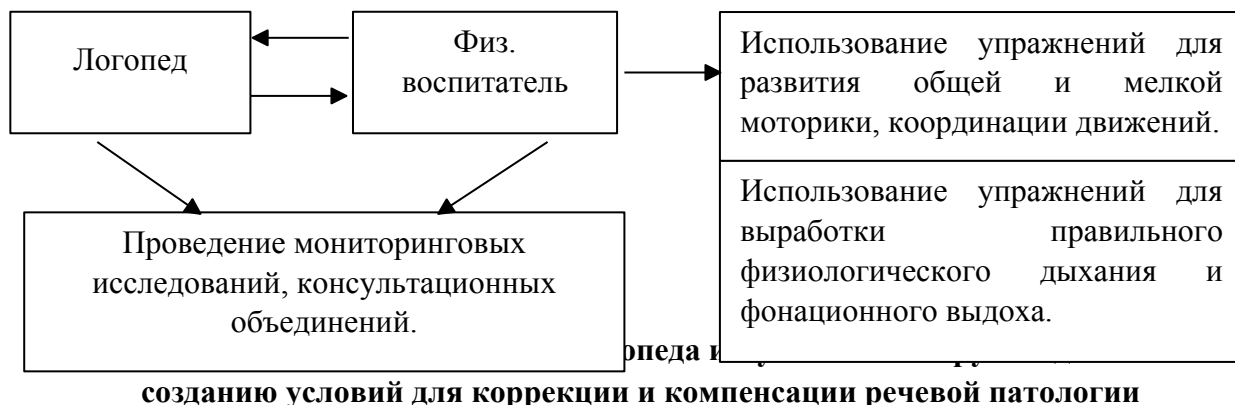 Логопед
Физ.
воспитатель
Использование упражнений для
развития общей и мелкой
моторики, координации движений.
Использование упражнений для
выработки правильного
физиологического дыхания и
фонационного выдоха.
Проведение мониторинговых
исследований, консультационных
объединений.
созданию условий для коррекции и компенсации речевой патологии